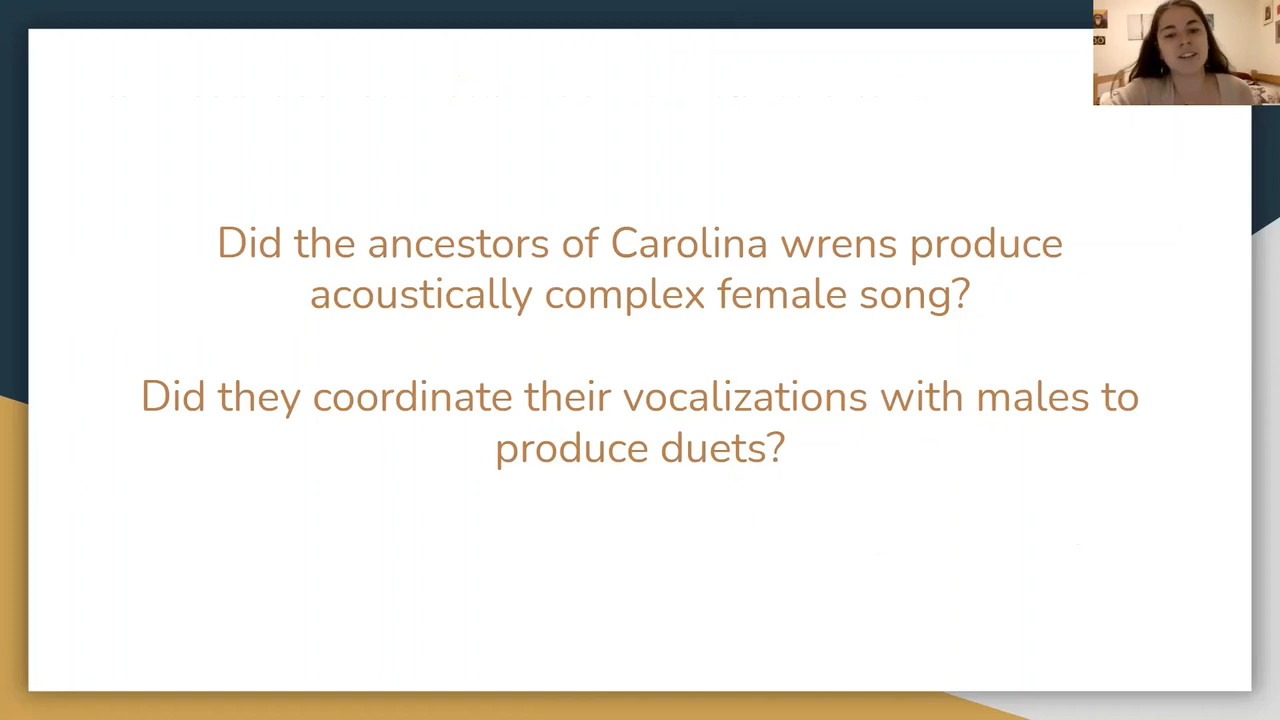 Did the ancestors of Carolina wrens produce
acoustically complex female song?
Did they coordinate their vocalizations with males to
produce duets?